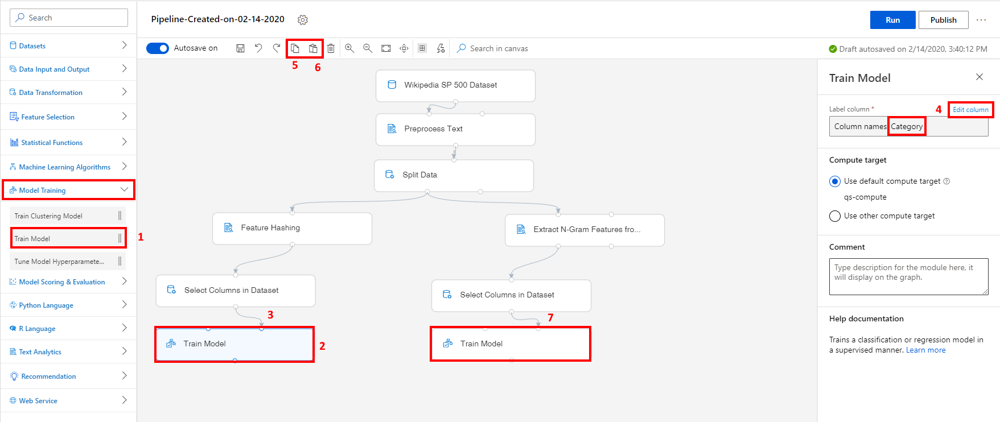 Search
Datasets
Data Input and Output
Data Transformation
Feature Selection
Statistical Functions
Machine Learning Algorithms
Model Training
Train Clustering Model
Train Model
1
Tune Model Hyperparamete...
Model Scoring & Evaluation
Python Language
R Language
Text Analytics
Recommendation
Web Service
Pipeline-Created-on-02-14-2020
Run
Publish
Autosave on
Search in canvas
Draft autosaved on 2/14/2020, 3:40:12 PM
5
6
Wikipedia SP 500 Dataset
Preprocess Text
Split Data
Feature Hashing
Extract N-Gram Features fro...
Select Columns in Dataset
Select Columns in Dataset
3
7
Train Model
2
Train Model
Train Model
Label column *
4
Edit column
Column names
Category
Compute target
Use default compute target
qs-compute
Use other compute target
Comment
Type description for the module here, it
will display on the graph.
Help documentation
Trains a classification or regression model in
a supervised manner. Learn more